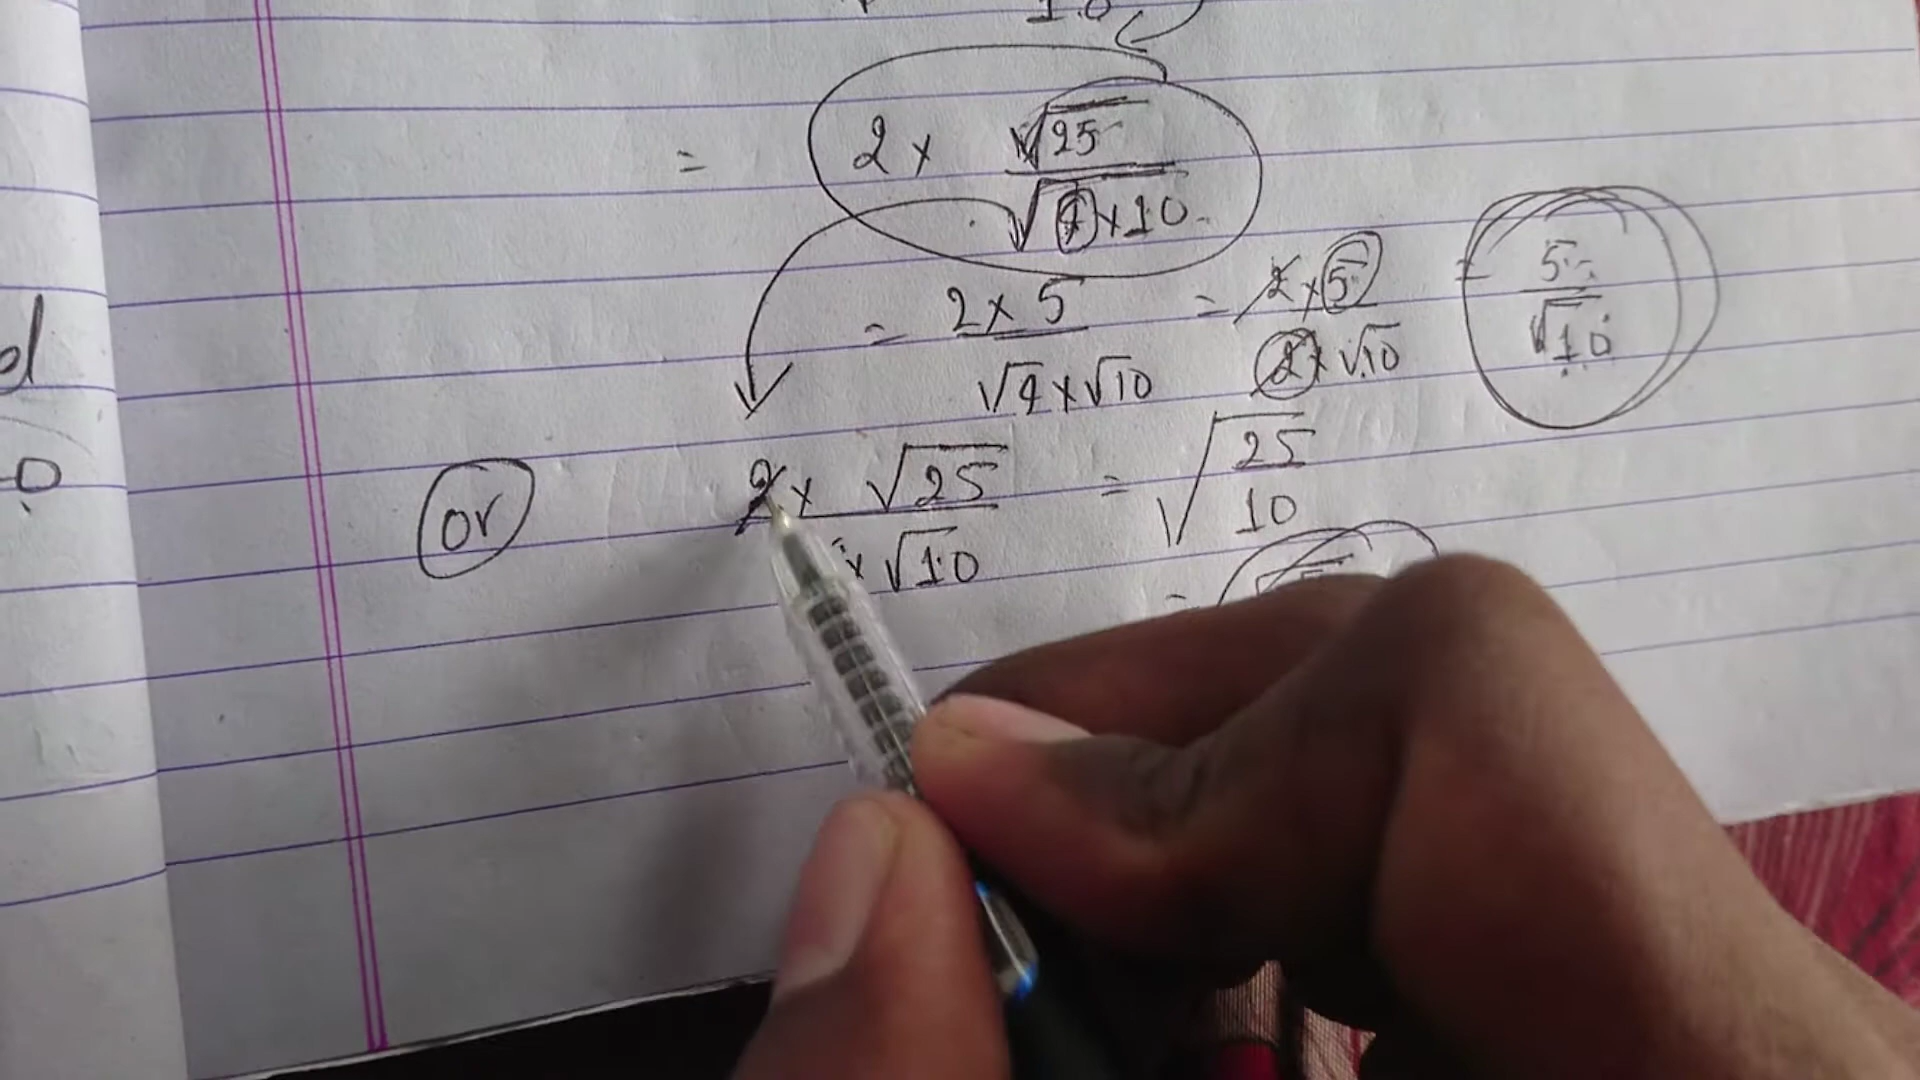 10
= 2 × √25 / √4×10
= 2 × 5 / √4 × √10 = 2 × 5 / 2 × √10 = 5 / √10
d
or 2 × √25 / × √10 = √25/10
=